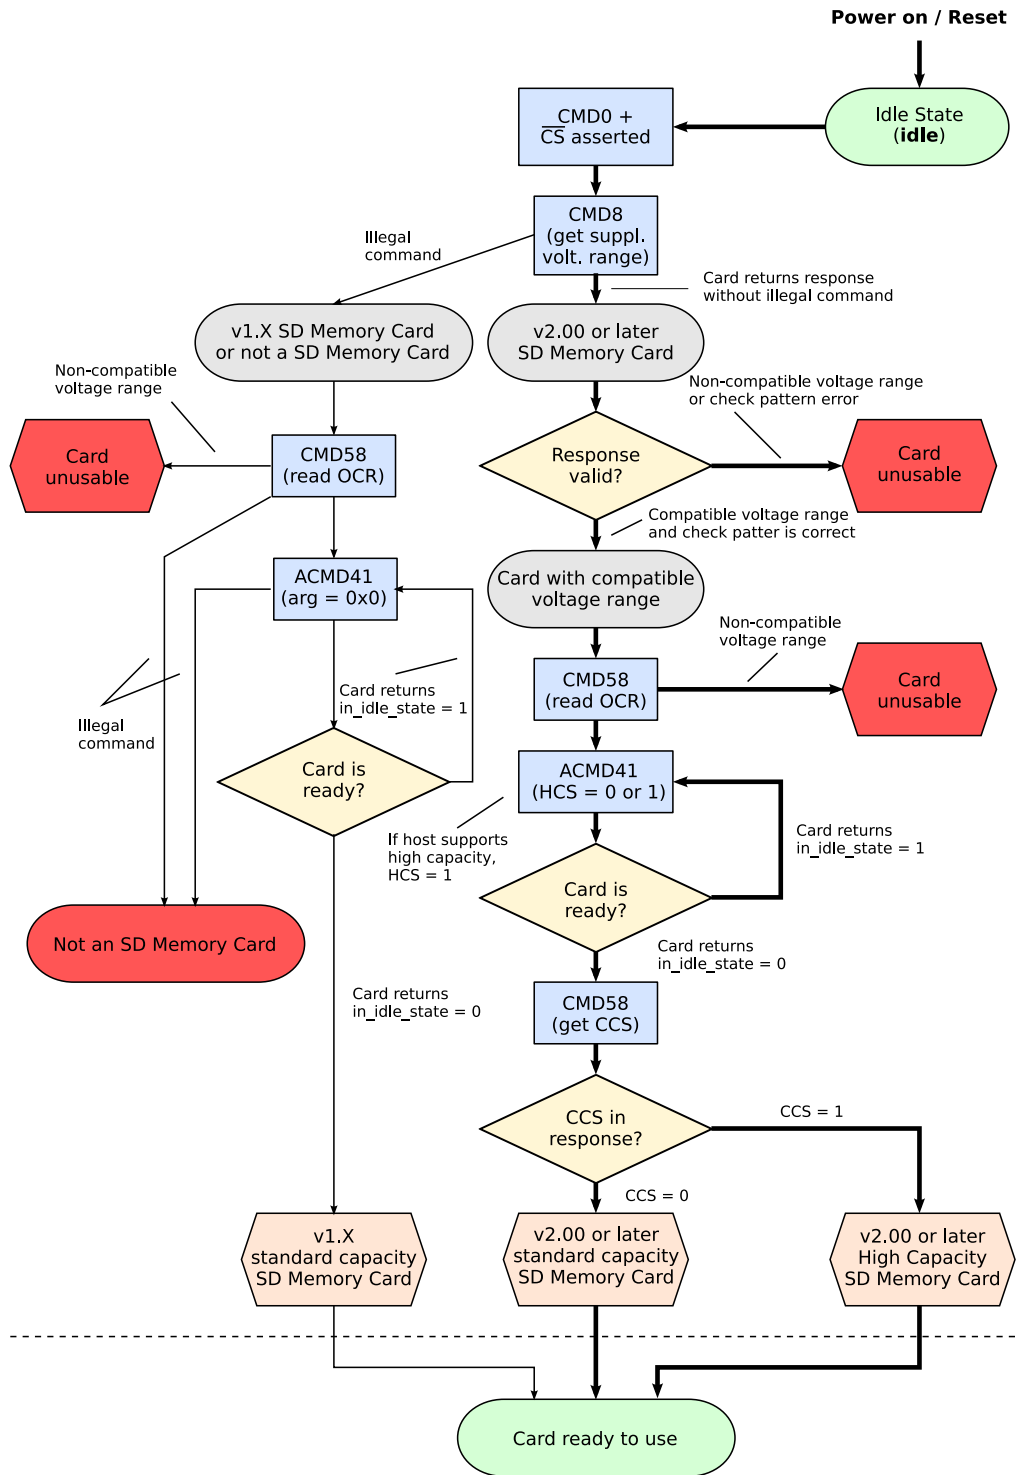 Power on / Reset
Idle State
(idle)
CMD0 +
CS asserted
CMD8
(get suppl.
volt. range)
Illegal
command
Card returns response
without illegal command
v1.X SD Memory Card
or not a SD Memory Card
v2.00 or later
SD Memory Card
Non-compatible
voltage range
Non-compatible voltage range
or check pattern error
Card
unusable
CMD58
(read OCR)
Response
valid?
Card
unusable
Compatible voltage range
and check patter is correct
ACMD41
(arg = 0x0)
Card with compatible
voltage range
Non-compatible
voltage range
Card returns
in_idle_state = 1
CMD58
(read OCR)
Card
unusable
Illegal
command
Card is
ready?
ACMD41
(HCS = 0 or 1)
If host supports
high capacity,
HCS = 1
Card returns
in_idle_state = 1
Card is
ready?
Not an SD Memory Card
Card returns
in_idle_state = 0
Card returns
in_idle_state = 0
CMD58
(get CCS)
CCS in
response?
CCS = 1
CCS = 0
v1.X
standard capacity
SD Memory Card
v2.00 or later
standard capacity
SD Memory Card
v2.00 or later
High Capacity
SD Memory Card
Card ready to use